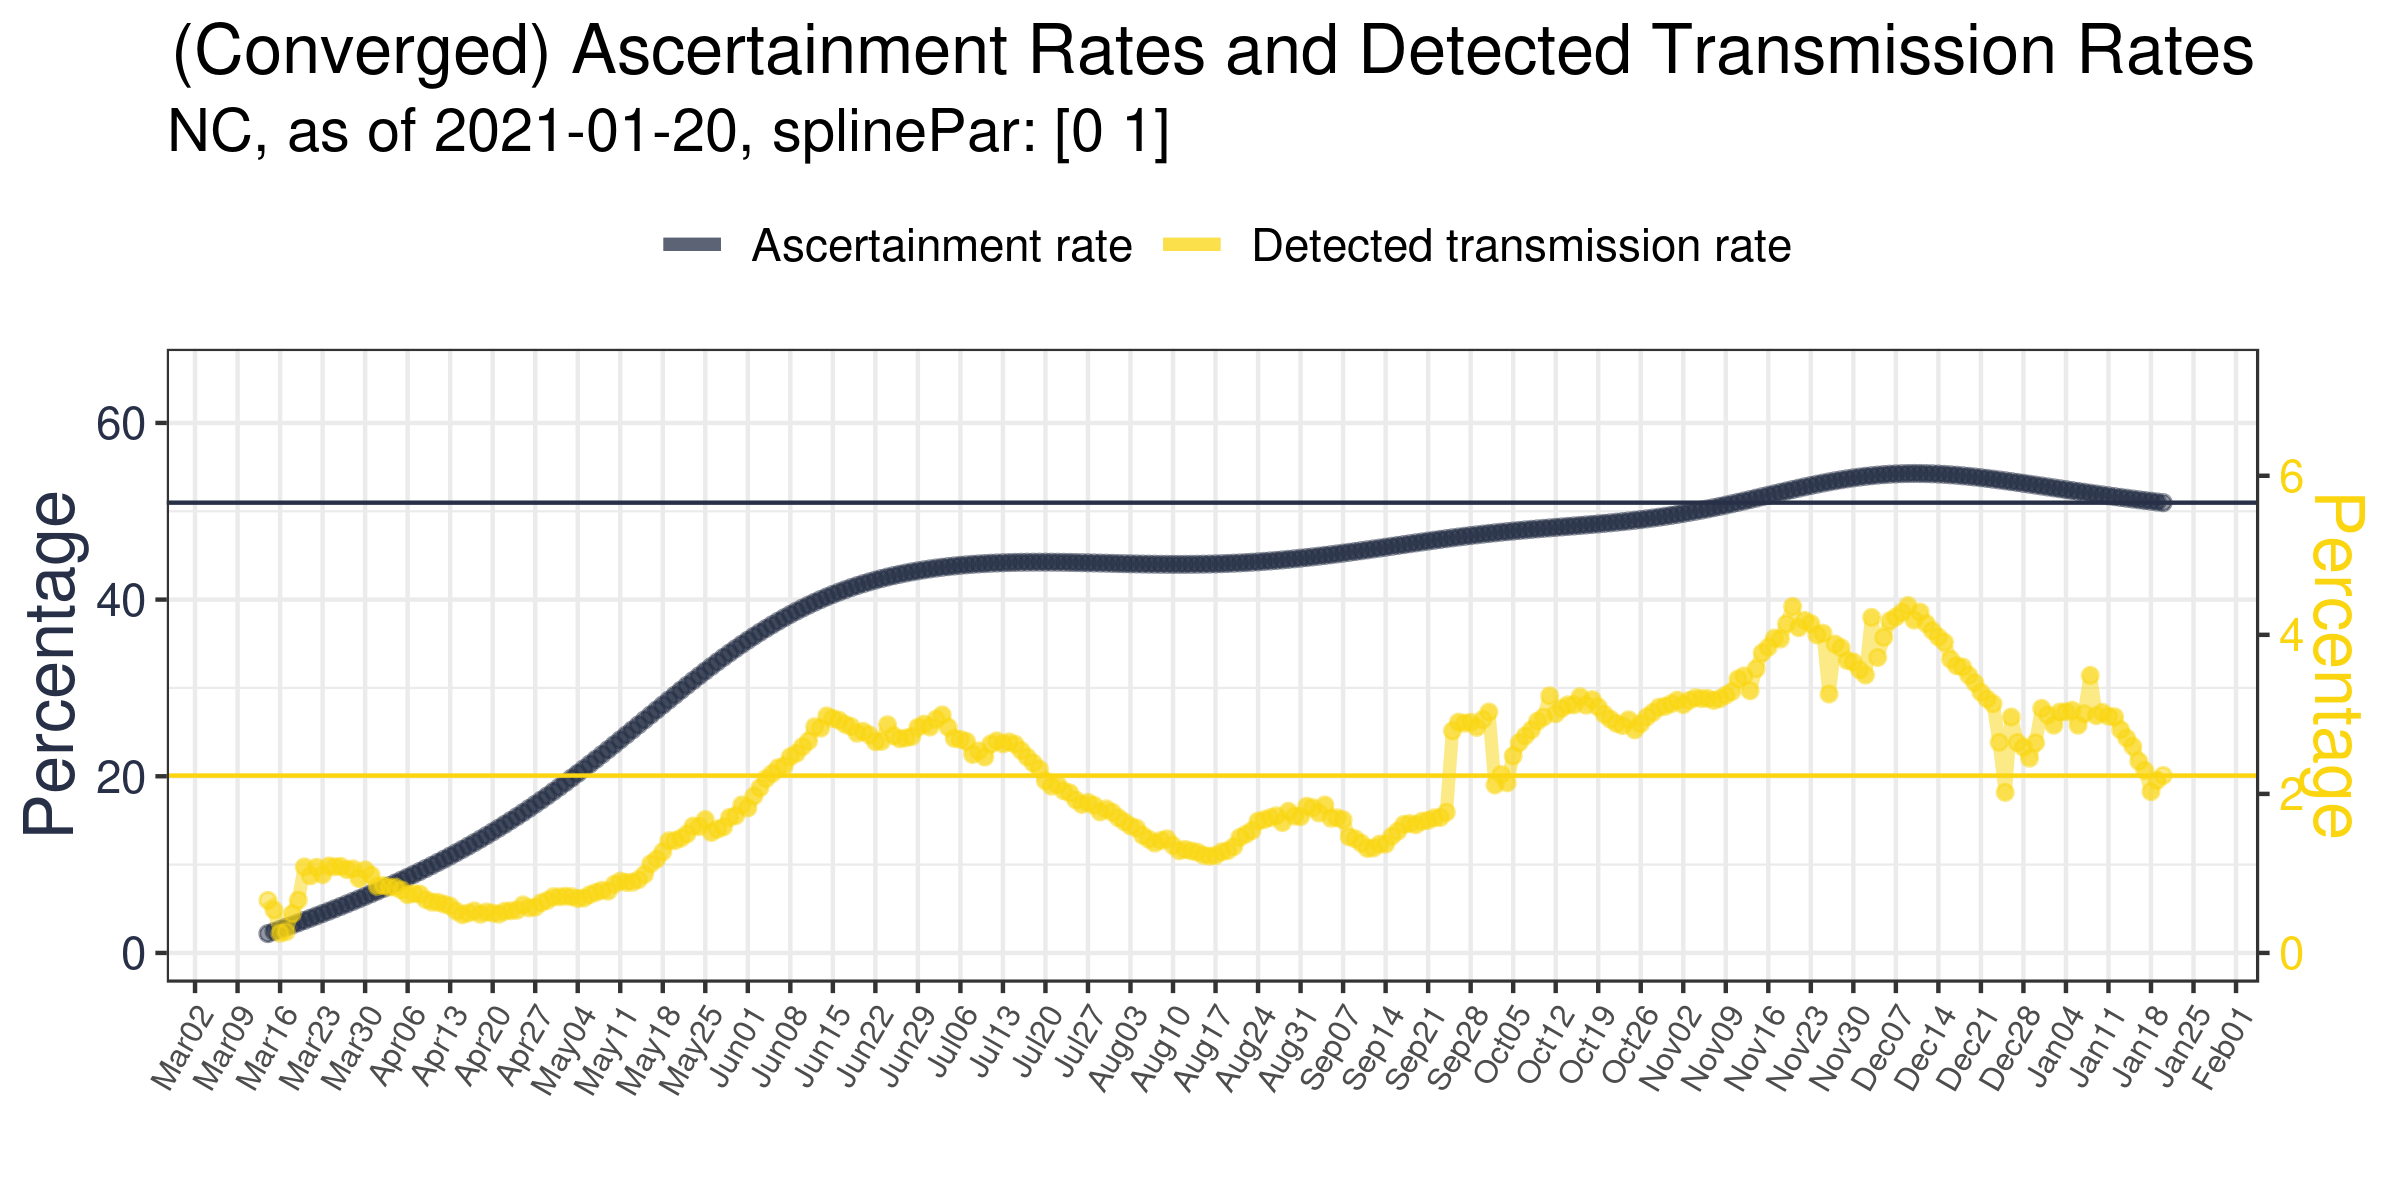 (Converged) Ascertainment Rates and Detected Transmission Rates
NC, as of 2021-01-20, splinePar: [0 1]
Ascertainment rate Detected transmission rate
Percentage
60
40
20
0
6
4
2
0
Percentage
Mar02 Mar09 Mar16 Mar23 Mar30 Apr06 Apr13 Apr20 Apr27 May04 May11 May18 May25 Jun01 Jun08 Jun15 Jun22 Jun29 Jul06 Jul13 Jul20 Jul27 Aug03 Aug10 Aug17 Aug24 Aug31 Sep07 Sep14 Sep21 Sep28 Oct05 Oct12 Oct19 Oct26 Nov02 Nov09 Nov16 Nov23 Nov30 Dec07 Dec14 Dec21 Dec28 Jan04 Jan11 Jan18 Jan25 Feb01